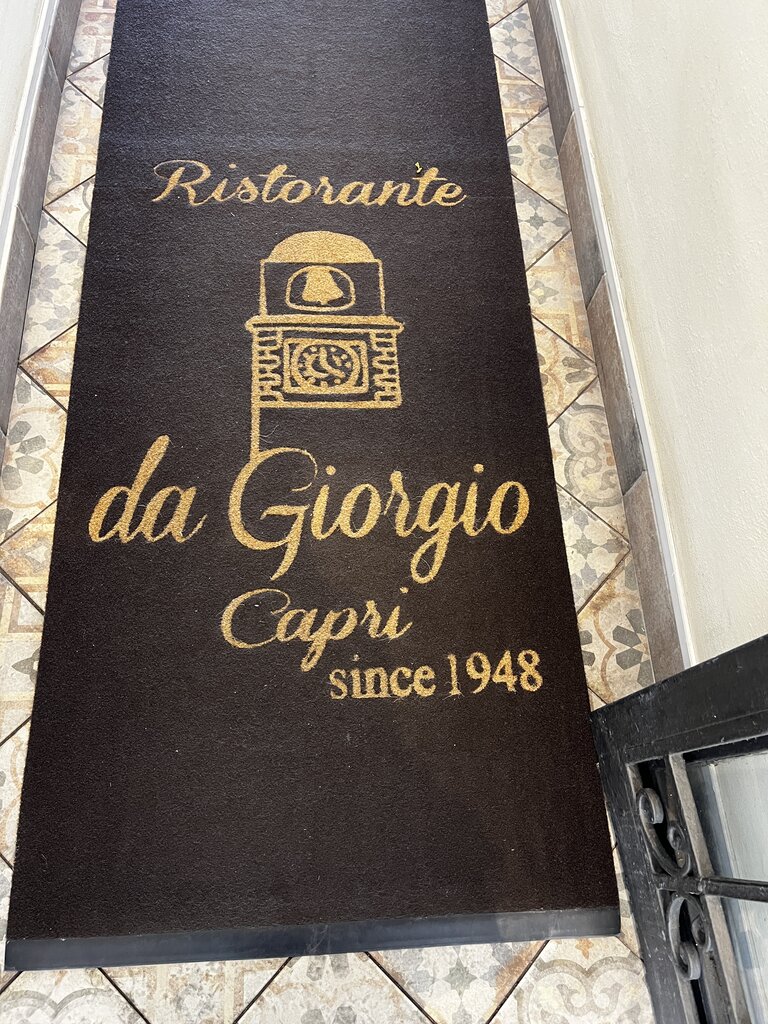 Ristorante
da Giorgio
Capri
since 1948